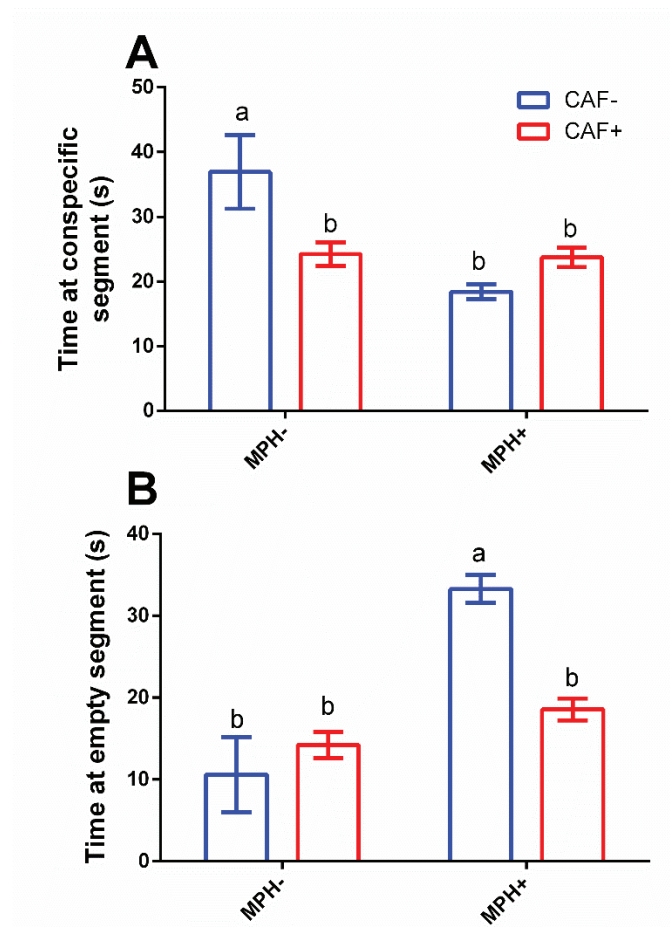 A
50
40
30
20
10
0
Time at conspecific
segment (s)
a
b
b
b
CAF-
CAF+
MPH-
MPH+
B
40
30
20
10
0
Time at empty segment (s)
b
b
a
b
MPH-
MPH+